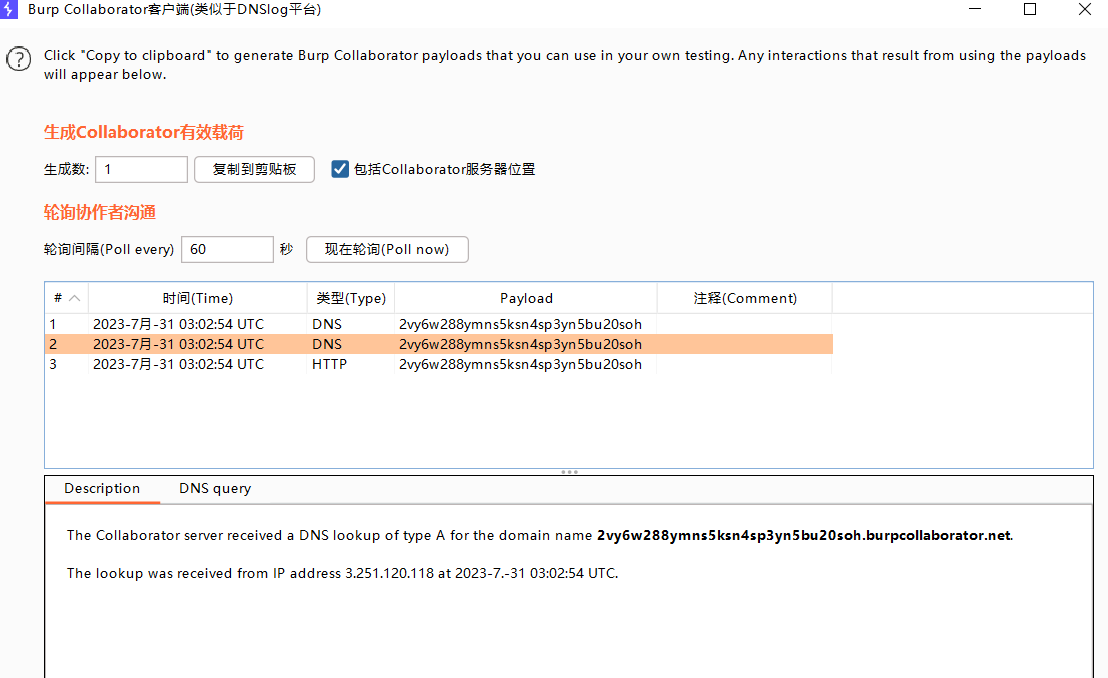 Burp Collaborator客户端(类似于DNSlog平台)
Click "Copy to clipboard" to generate Burp Collaborator payloads that you can use in your own testing. Any interactions that result from using the payloads
will appear below.
生成Collaborator有效载荷
生成数: 1 复制到剪贴板 包括Collaborator服务器位置
轮询协作者沟通
轮询间隔(Poll every) 60 秒 现在轮询(Poll now)
# 时间(Time) 类型(Type) Payload 注释(Comment)
1 2023-7月-31 03:02:54 UTC DNS 2vy6w288ymns5ksn4sp3yn5bu20soh
2 2023-7月-31 03:02:54 UTC DNS 2vy6w288ymns5ksn4sp3yn5bu20soh
3 2023-7月-31 03:02:54 UTC HTTP 2vy6w288ymns5ksn4sp3yn5bu20soh
Description DNS query
The Collaborator server received a DNS lookup of type A for the domain name 2vy6w288ymns5ksn4sp3yn5bu20soh.burpcollaborator.net.
The lookup was received from IP address 3.251.120.118 at 2023-7.-31 03:02:54 UTC.